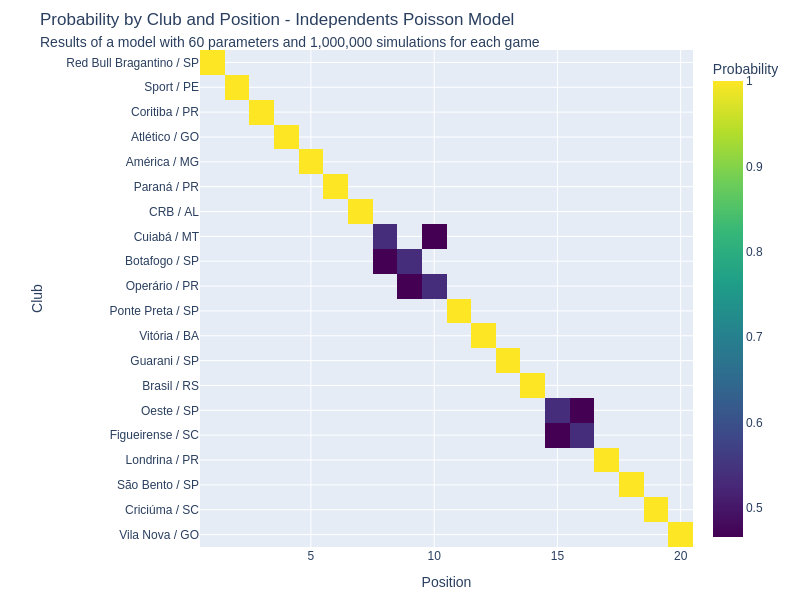 Probability by Club and Position - Independents Poisson Model
Results of a model with 60 parameters and 1,000,000 simulations for each game
Probability
Red Bull Bragantino / SP
Sport / PE
Coritiba / PR
Atlético / GO
América / MG
Paraná / PR
CRB / AL
Cuiabá / MT
Botafogo / SP
Operário / PR
Ponte Preta / SP
Vitória / BA
Guarani / SP
Brasil / RS
Oeste / SP
Figueirense / SC
Londrina / PR
São Bento / SP
Criciúma / SC
Vila Nova / GO
Club
5
10
15
20
Position
1
0.9
0.8
0.7
0.6
0.5